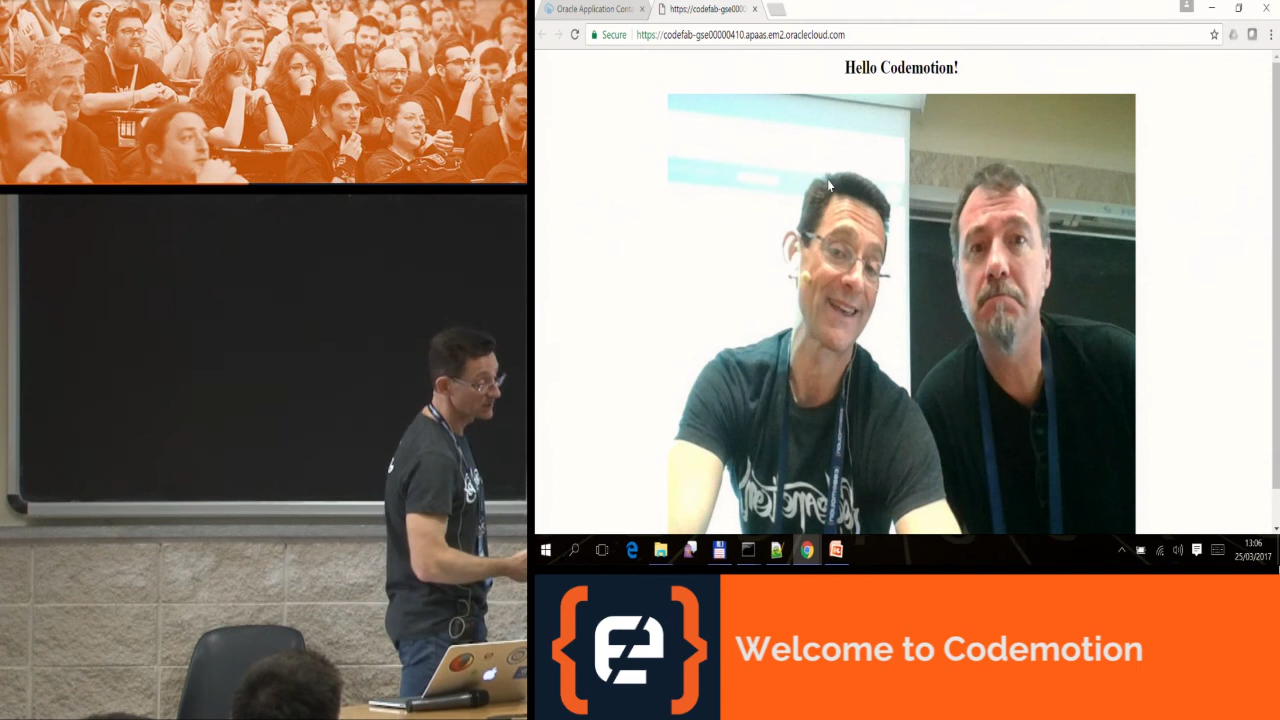 Oracle Application Conta
https://codefab-gse0000
Secure
https://codefab-gse00000410.apaas.em2.oraclecloud.com
Hello Codemotion!
13:06
25/03/2017
Welcome to Codemotion